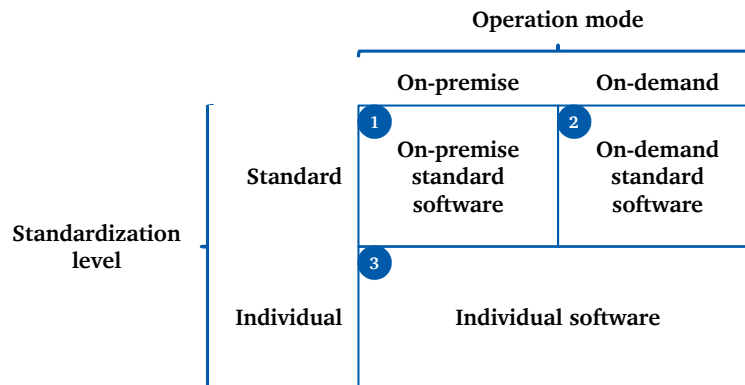 Operation mode
On-premise
On-demand
1
2
On-premise
standard
software
On-demand
standard
software
Standard
Standardization
level
3
Individual
Individual software